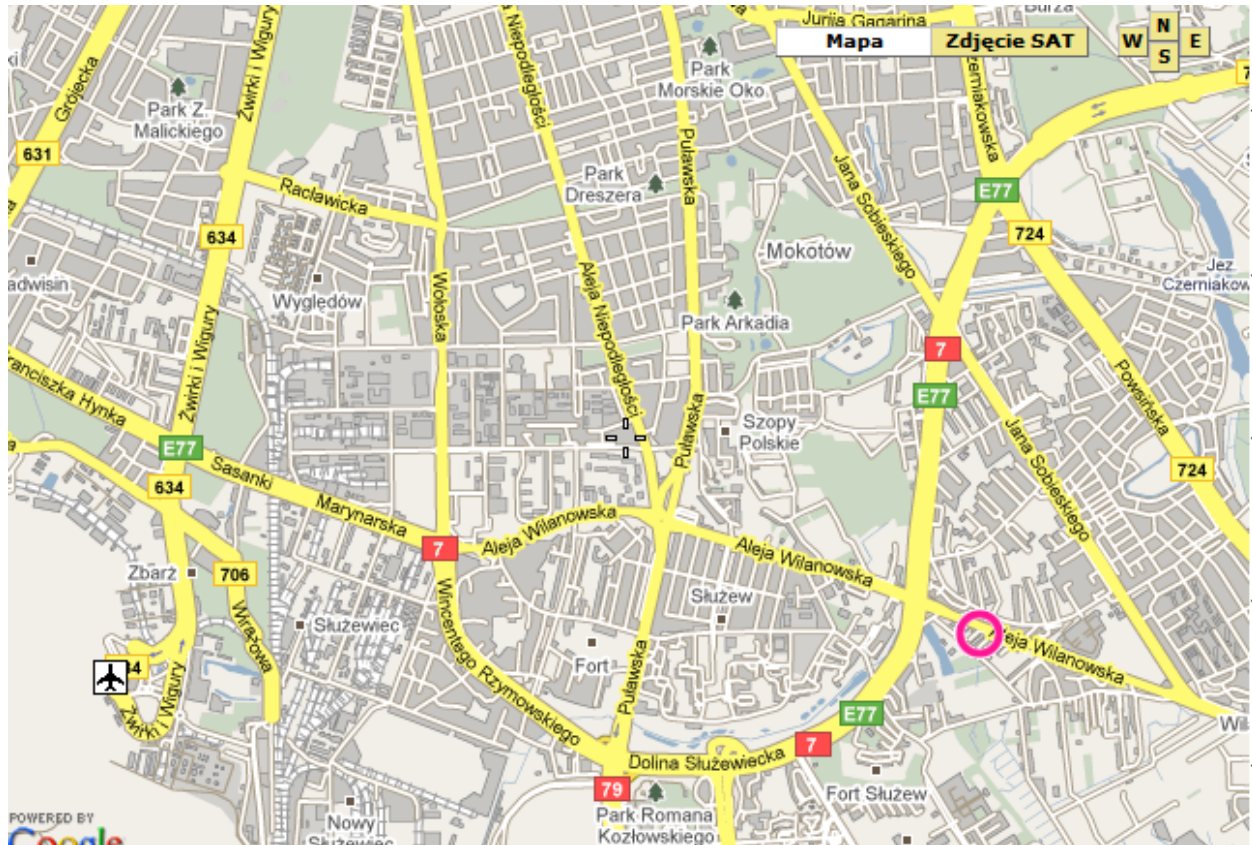 Jurija Gagarina
Mapa
Zdjęcie SAT
N
W
E
S
Grójecka
Żwirki i Wigury
Aleja Niepodległości
Park
Morskie Oko
Park Z.
Malickiego
631
Puławska
Jana Sobieskiego
E77
Park
Dreszera
Racławicka
634
724
Mokotów
Jez
Czerniakow
Wyględów
Wołoska
Aleja Niepodległości
Park Arkadia
Żwirki i Wigury
7
Powsińska
E77
Franciszka Hynka
Szopy
Polskie
Puławska
Jana Sobieskiego
E77
Sasanki
634
724
Marynarska
7
Aleja Wilanowska
Aleja Wilanowska
Zbarż
706
Służew
Służewiec
Wirażowa
Wincentego Rzymowskiego
Fort
Aleja Wilanowska
Puławska
Żwirki i Wigury
E77
7
Dolina Służewiecka
79
Fort Służew
Park Romana
Kozłowskiego
Nowy
Służewiec
POWERED BY
Google